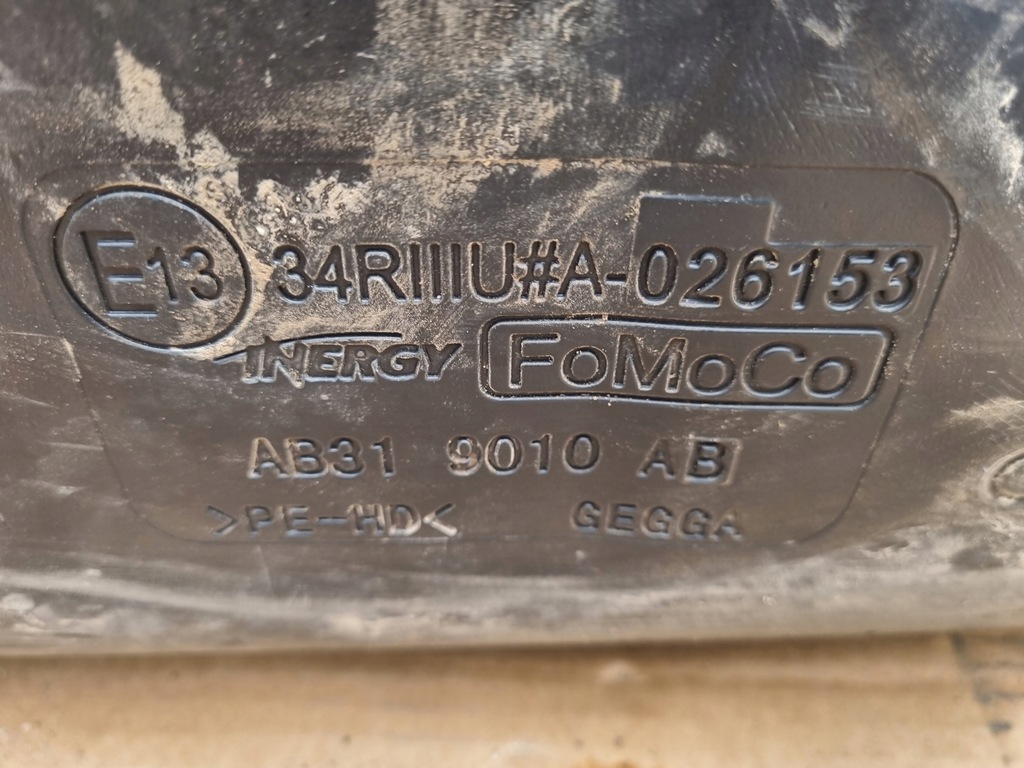 E13 34RIIIU#A-026153
INERGY FoMoCo
AB31 9010 AB
>PE-HD< GEGGA